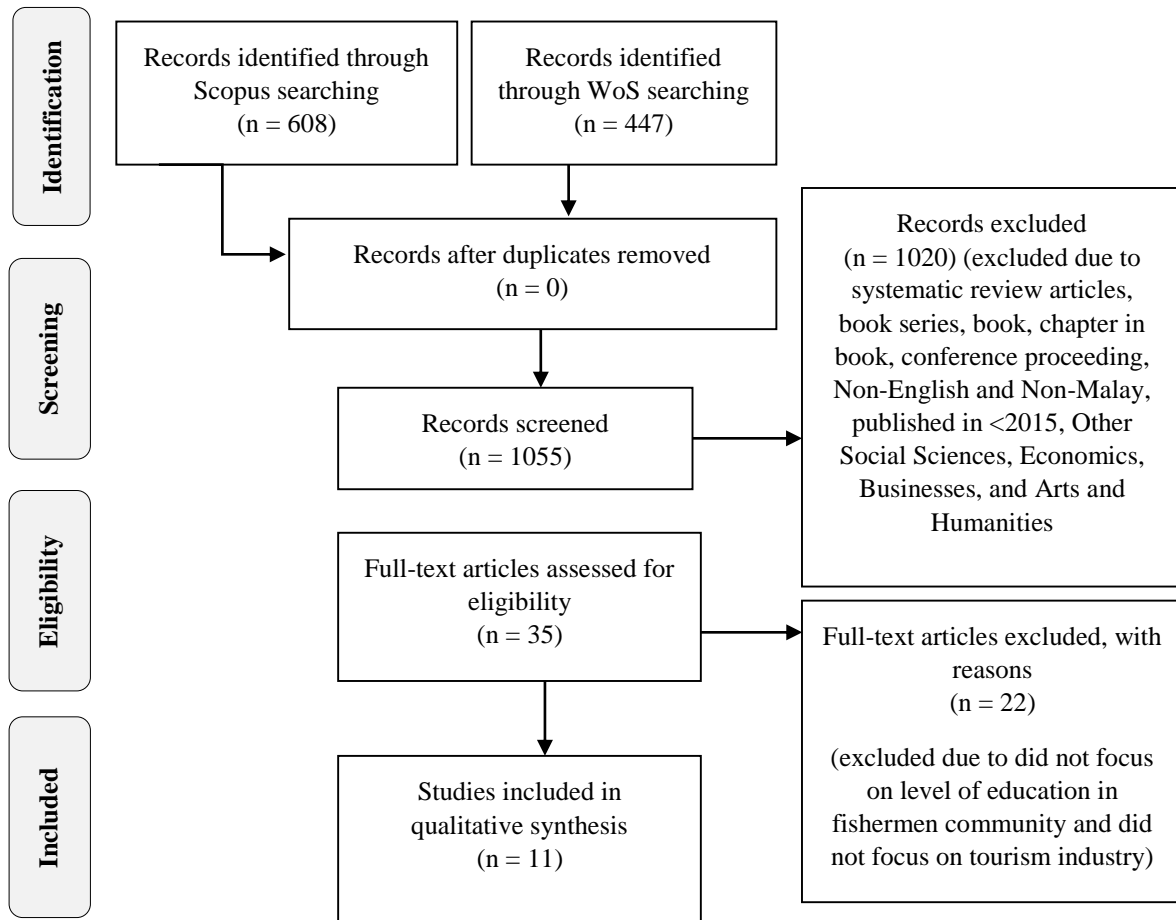 Identification
Records identified through
Scopus searching
(n = 608)
Records identified
through WoS searching
(n = 447)
Records after duplicates removed
(n = 0)
Screening
Records screened
(n = 1055)
Records excluded
(n = 1020) (excluded due to
systematic review articles,
book series, book, chapter in
book, conference proceeding,
Non-English and Non-Malay,
published in <2015, Other
Social Sciences, Economics,
Businesses, and Arts and
Humanities
Eligibility
Full-text articles assessed for
eligibility
(n = 35)
Full-text articles excluded, with
reasons
(n = 22)
(excluded due to did not focus
on level of education in
fishermen community and did
not focus on tourism industry)
Included
Studies included in
qualitative synthesis
(n = 11)